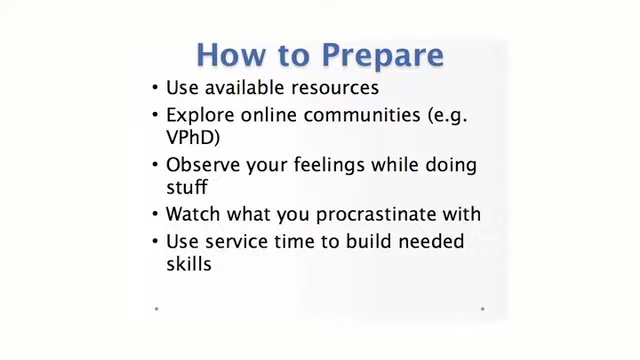 How to Prepare
• Use available resources
• Explore online communities (e.g.
VPhD)
• Observe your feelings while doing
stuff
• Watch what you procrastinate with
• Use service time to build needed
skills